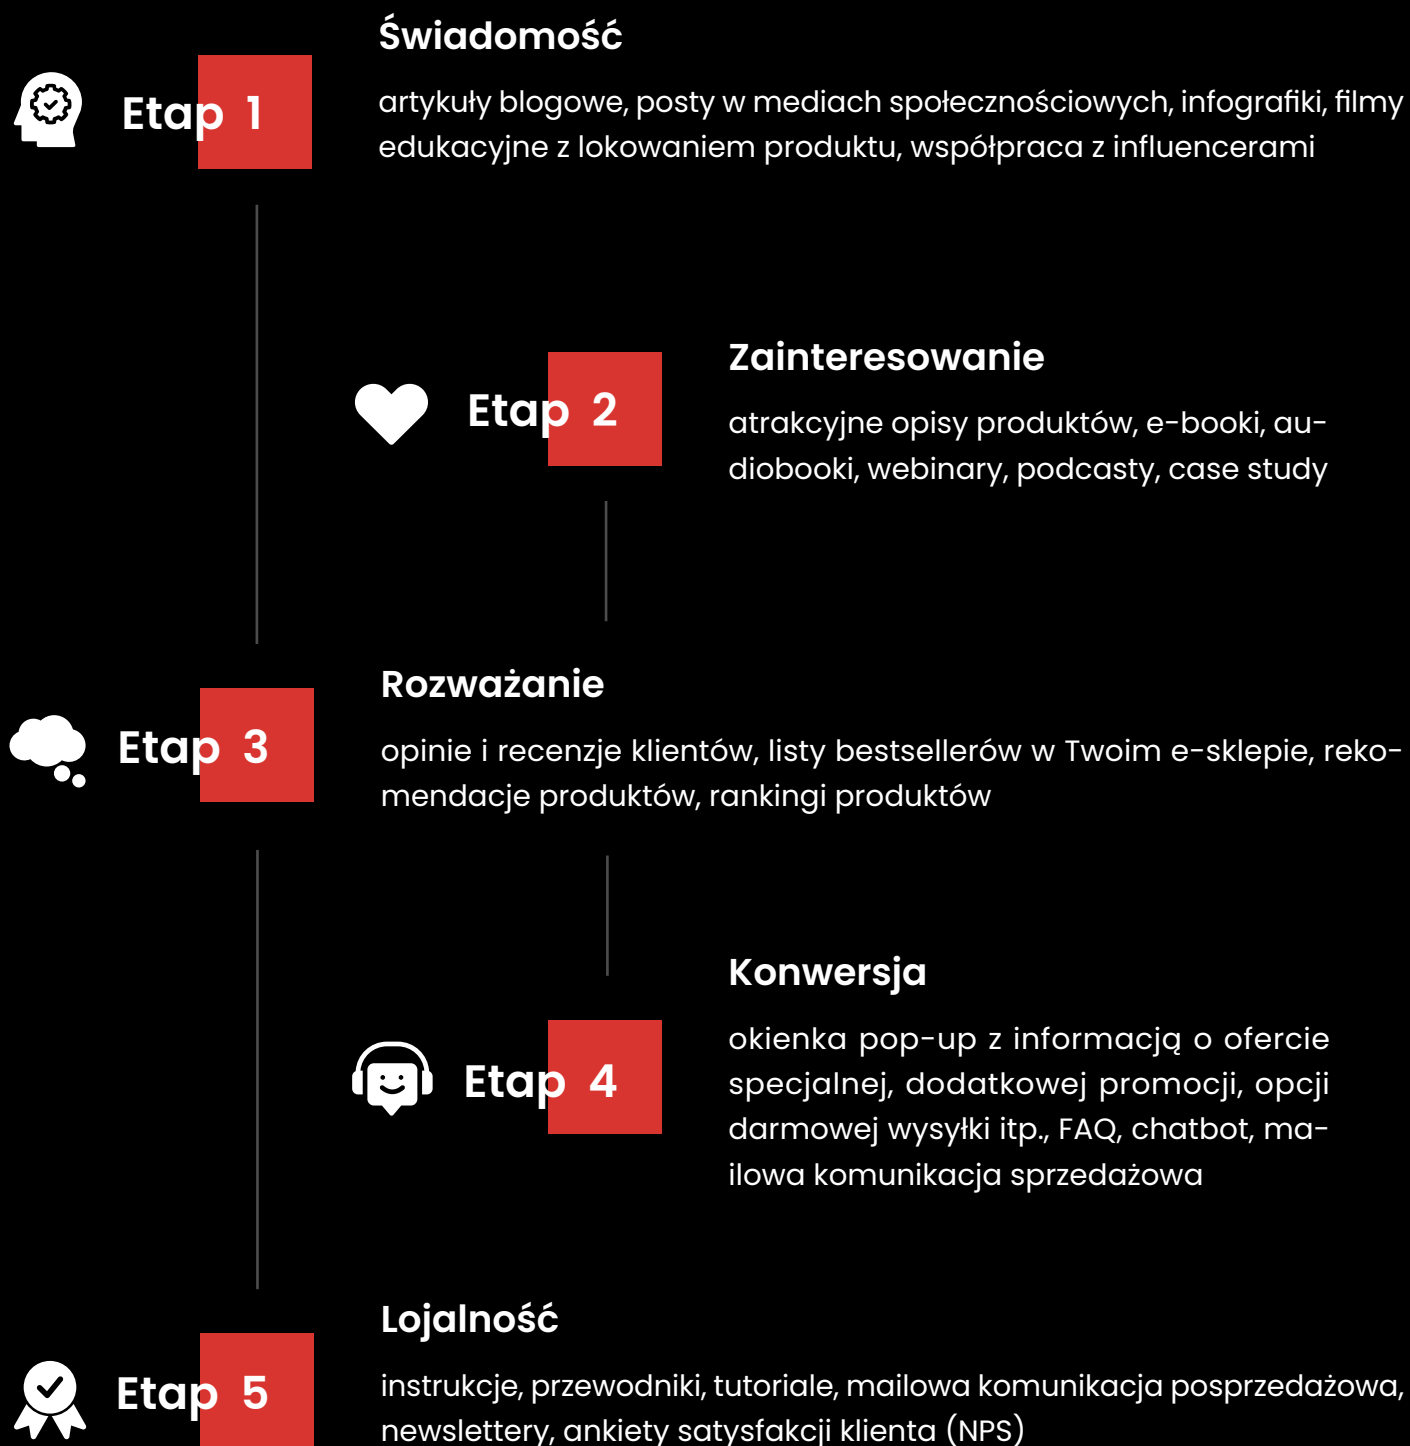 Świadomość
Etap 1
artykuły blogowe, posty w mediach społecznościowych, infografiki, filmy
edukacyjne z lokowaniem produktu, współpraca z influencerami
Zainteresowanie
Etap 2
atrakcyjne opisy produktów, e-booki, au-
diobooki, webinary, podcasty, case study
Rozważanie
Etap 3
opinie i recenzje klientów, listy bestsellerów w Twoim e-sklepie, reko-
mendacje produktów, rankingi produktów
Konwersja
Etap 4
okienka pop-up z informacją o ofercie
specjalnej, dodatkowej promocji, opcji
darmowej wysyłki itp., FAQ, chatbot, ma-
ilowa komunikacja sprzedażowa
Lojalność
Etap 5
instrukcje, przewodniki, tutoriale, mailowa komunikacja posprzedażowa,
newslettery, ankiety satysfakcji klienta (NPS)